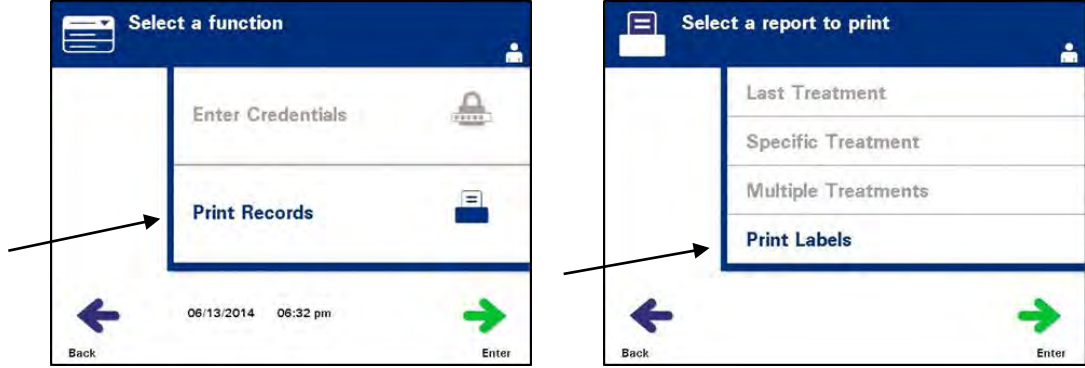 Select a function
Enter Credentials
Print Records
06/13/2014 06:32 pm
Back
Enter
Select a report to print
Last Treatment
Specific Treatment
Multiple Treatments
Print Labels
Back
Enter